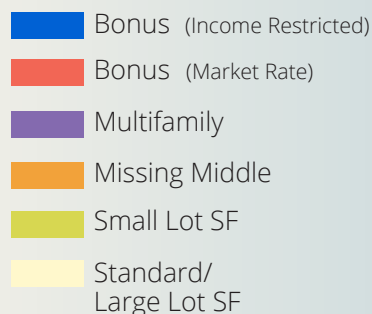 Bonus (Income Restricted)
Bonus (Market Rate)
Multifamily
Missing Middle
Small Lot SF
Standard/
Large Lot SF